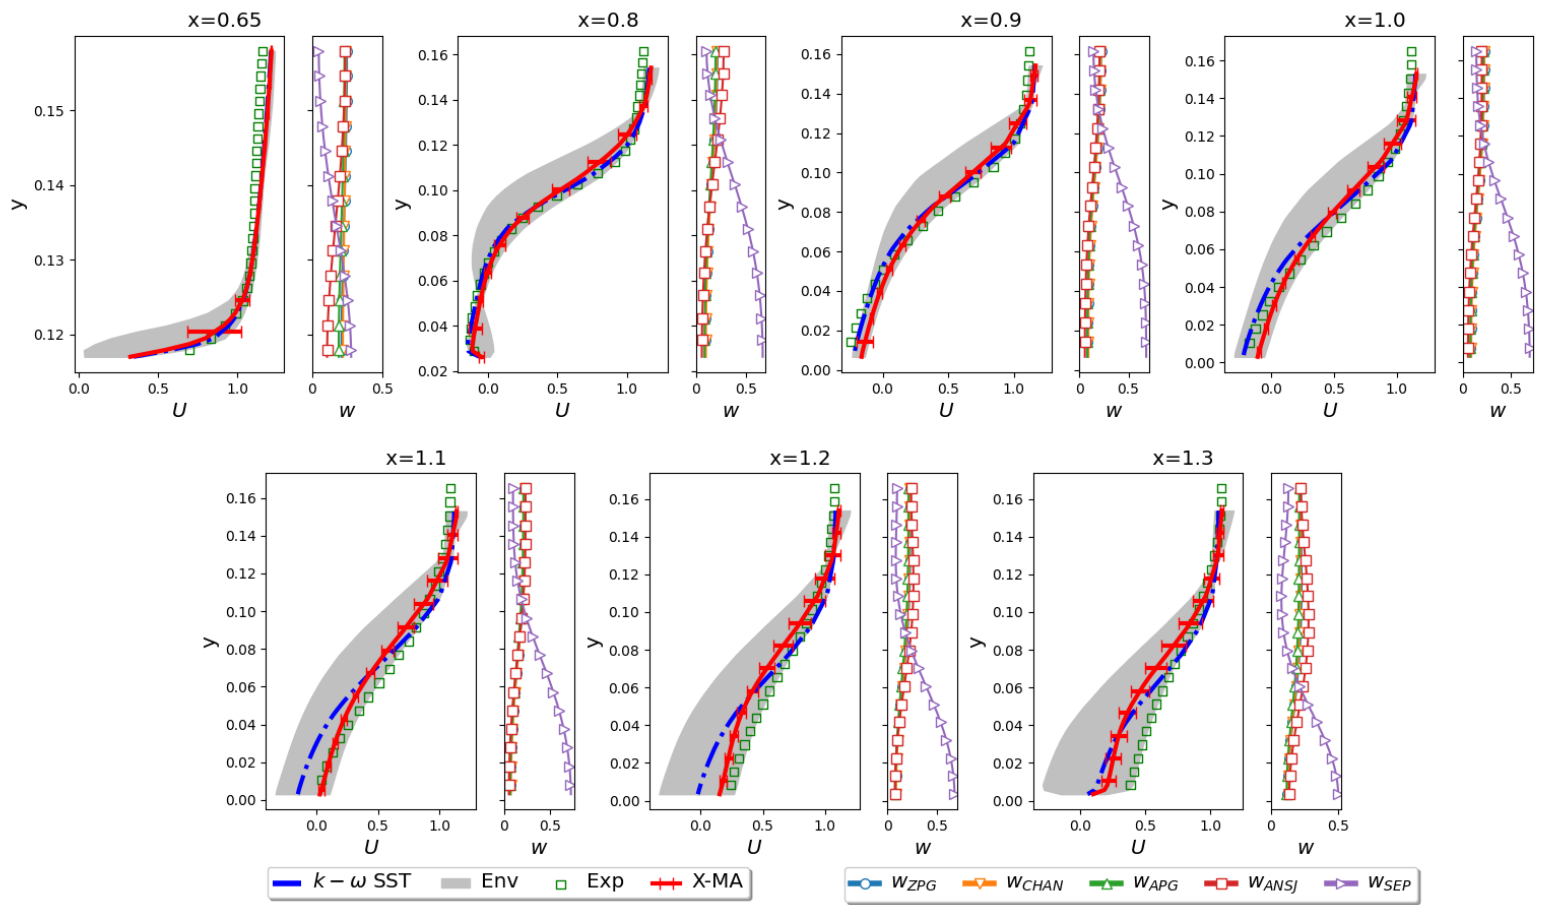 x=0.65 x=0.8 x=0.9 x=1.0
0.15 0.14 0.13 0.12
0.16 0.14 0.12 0.10 0.08 0.06 0.04 0.02
0.16 0.14 0.12 0.10 0.08 0.06 0.04 0.02 0.00
0.16 0.14 0.12 0.10 0.08 0.06 0.04 0.02 0.00
y y y y
0.0 0.5 1.0 0 0.5 0.0 0.5 1.0 0 0.5 0.0 0.5 1.0 0 0.5 0.0 0.5 1.0 0 0.5
U w U w U w U w
x=1.1 x=1.2 x=1.3
0.16 0.14 0.12 0.10 0.08 0.06 0.04 0.02 0.00
0.16 0.14 0.12 0.10 0.08 0.06 0.04 0.02 0.00
0.16 0.14 0.12 0.10 0.08 0.06 0.04 0.02 0.00
y y y
0.0 0.5 1.0 0 0.5 0.0 0.5 1.0 0 0.5 0.0 0.5 1.0 0 0.5
U w U w U w
k − ω SST Env Exp X-MA w_ZPG w_CHAN w_APG w_ANSJ w_SEP